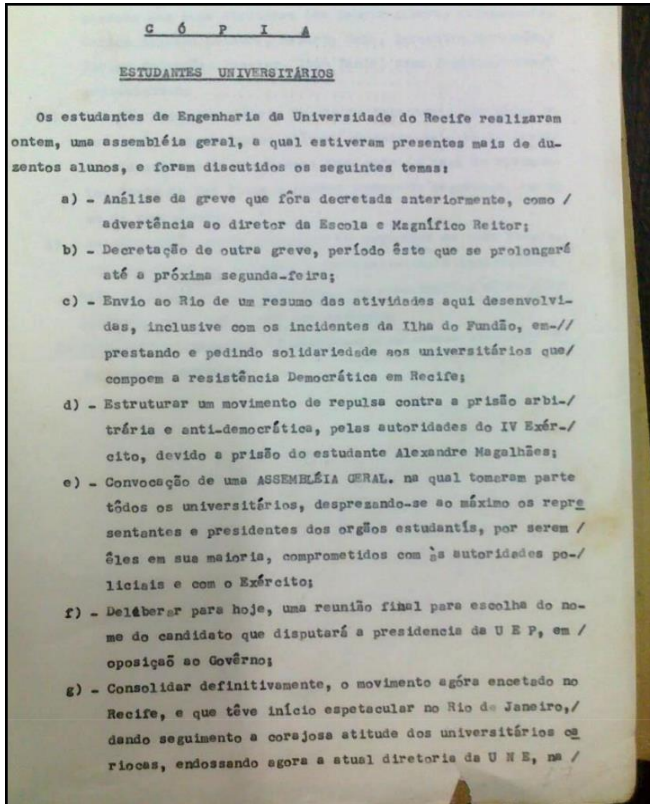 C Ó P I A
ESTUDANTES UNIVERSITÁRIOS
Os estudantes de Engenharia da Universidade do Recife realizaram
ontem, uma assembléia geral, a qual estiveram presentes mais de du-
zentos alunos, e foram discutidos os seguintes temas:
a) - Análise da greve que fôra decretada anteriormente, como /
advertência ao diretor da Escola e Magnífico Reitor;
b) - Decretação de outra greve, período êste que se prolongará
até a próxima segunda-feira;
c) - Envio ao Rio de um resumo das atividades aqui desenvolvi-
das, inclusive com os incidentes da Ilha do Fundão, em-//
prestando e pedindo solidariedade aos universitários que/
compoem a resistência Democrática em Recife;
d) - Estruturar um movimento de repulsa contra a prisão arbi-/
trária e anti-democrática, pelas autoridades do IV Exér-/
cito, devido a prisão do estudante Alexandre Magalhães;
e) - Convocação de uma ASSEMBLÉIA GERAL. na qual tomaram parte
tôdos os universitários, desprezando-se ao máximo os repre
sentantes e presidentes dos orgãos estudantís, por serem /
êles em sua maioria, comprometidos com às autoridades po-/
liciais e com o Exército;
f) - Deliberar para hoje, uma reunião final para escolha do no-
me do candidato que disputará a presidencia da U E P, em /
oposiçaõ ao Govêrno;
g) - Consolidar definitivamente, o movimento agóra encetado no
Recife, e que têve início espetacular no Rio de Janeiro,/
dando seguimento a corajosa atitude dos universitários ca
riocas, endossando agora a atual diretoria da U N E, na /